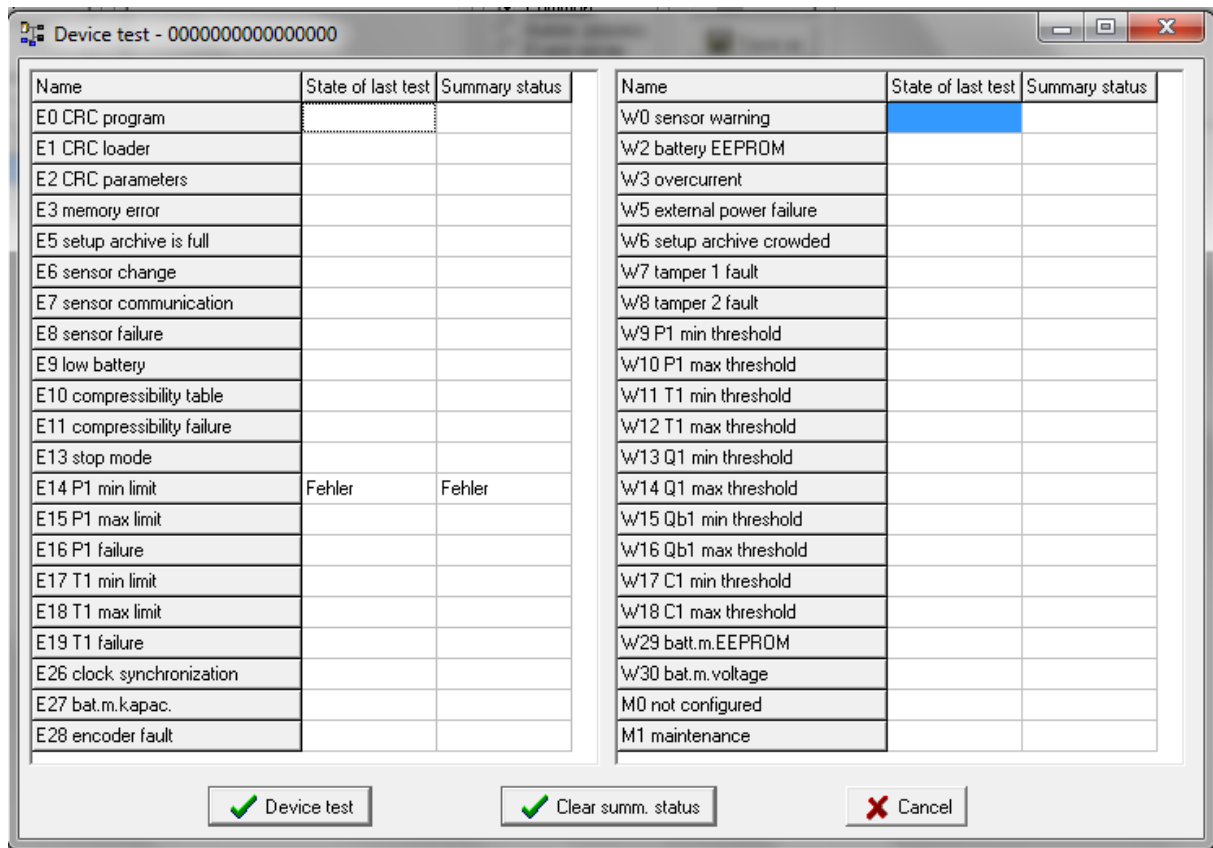 Device test - 0000000000000000
Name State of last test Summary status
E0 CRC program
E1 CRC loader
E2 CRC parameters
E3 memory error
E5 setup archive is full
E6 sensor change
E7 sensor communication
E8 sensor failure
E9 low battery
E10 compressibility table
E11 compressibility failure
E13 stop mode
E14 P1 min limit Fehler Fehler
E15 P1 max limit
E16 P1 failure
E17 T1 min limit
E18 T1 max limit
E19 T1 failure
E26 clock synchronization
E27 bat.m.kapac.
E28 encoder fault
Name State of last test Summary status
W0 sensor warning
W2 battery EEPROM
W3 overcurrent
W5 external power failure
W6 setup archive crowded
W7 tamper 1 fault
W8 tamper 2 fault
W9 P1 min threshold
W10 P1 max threshold
W11 T1 min threshold
W12 T1 max threshold
W13 Q1 min threshold
W14 Q1 max threshold
W15 Qb1 min threshold
W16 Qb1 max threshold
W17 C1 min threshold
W18 C1 max threshold
W29 batt.m.EEPROM
W30 bat.m.voltage
M0 not configured
M1 maintenance
Device test
Clear summ. status
Cancel